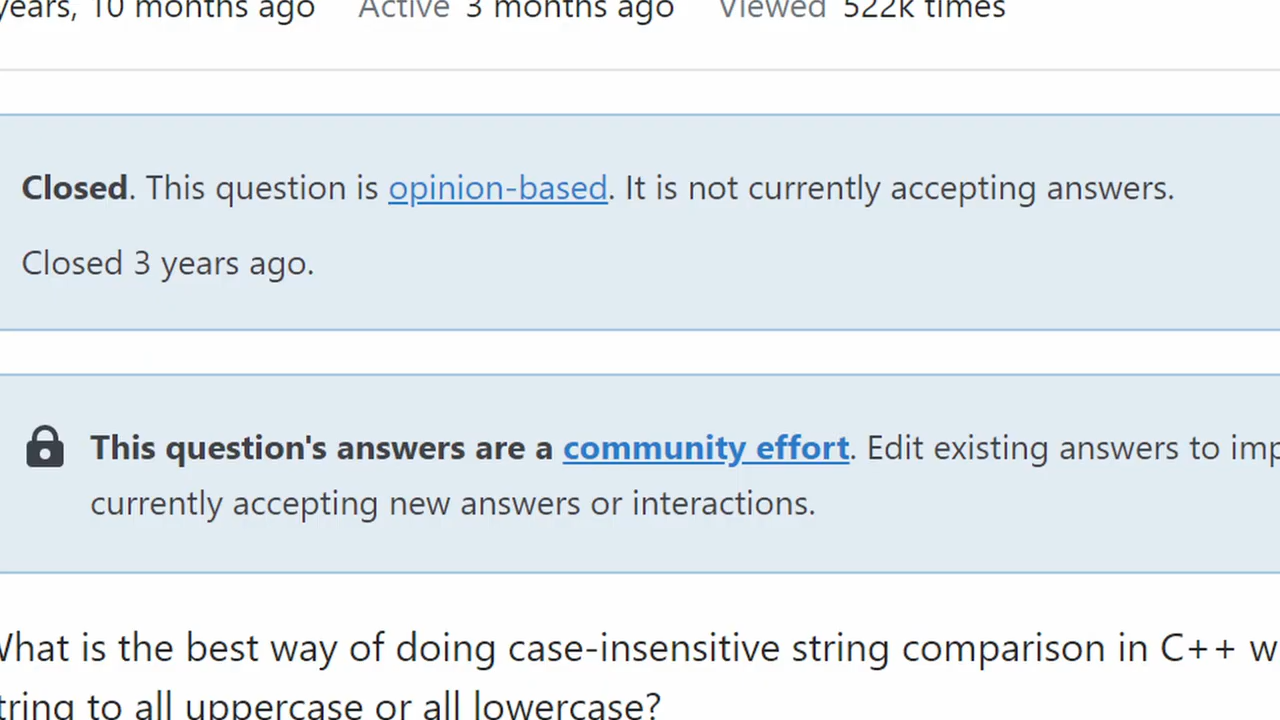 years, 10 months ago Active 3 months ago Viewed 522k times
Closed. This question is opinion-based. It is not currently accepting answers.
Closed 3 years ago.
This question's answers are a community effort. Edit existing answers to imp
currently accepting new answers or interactions.
What is the best way of doing case-insensitive string comparison in C++ w
tring to all uppercase or all lowercase?